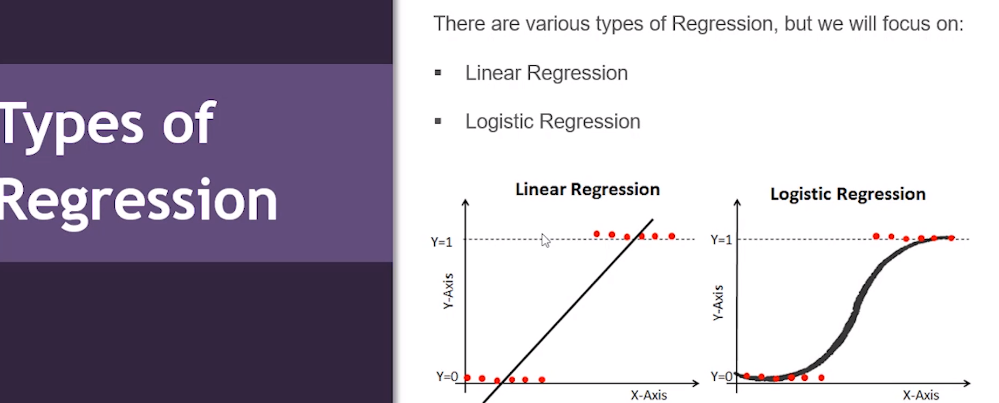 Types of
Regression
There are various types of Regression, but we will focus on:
▪ Linear Regression
▪ Logistic Regression
Linear Regression
Y=1
Y-Axis
Y=0
X-Axis
Logistic Regression
Y=1
Y-Axis
Y=0
X-Axis